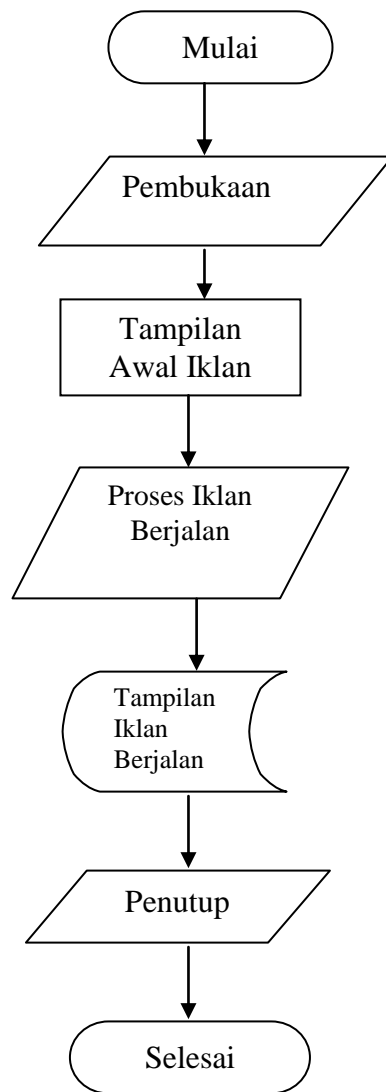 Mulai
Pembukaan
Tampilan
Awal Iklan
Proses Iklan
Berjalan
Tampilan
Iklan
Berjalan
Penutup
Selesai